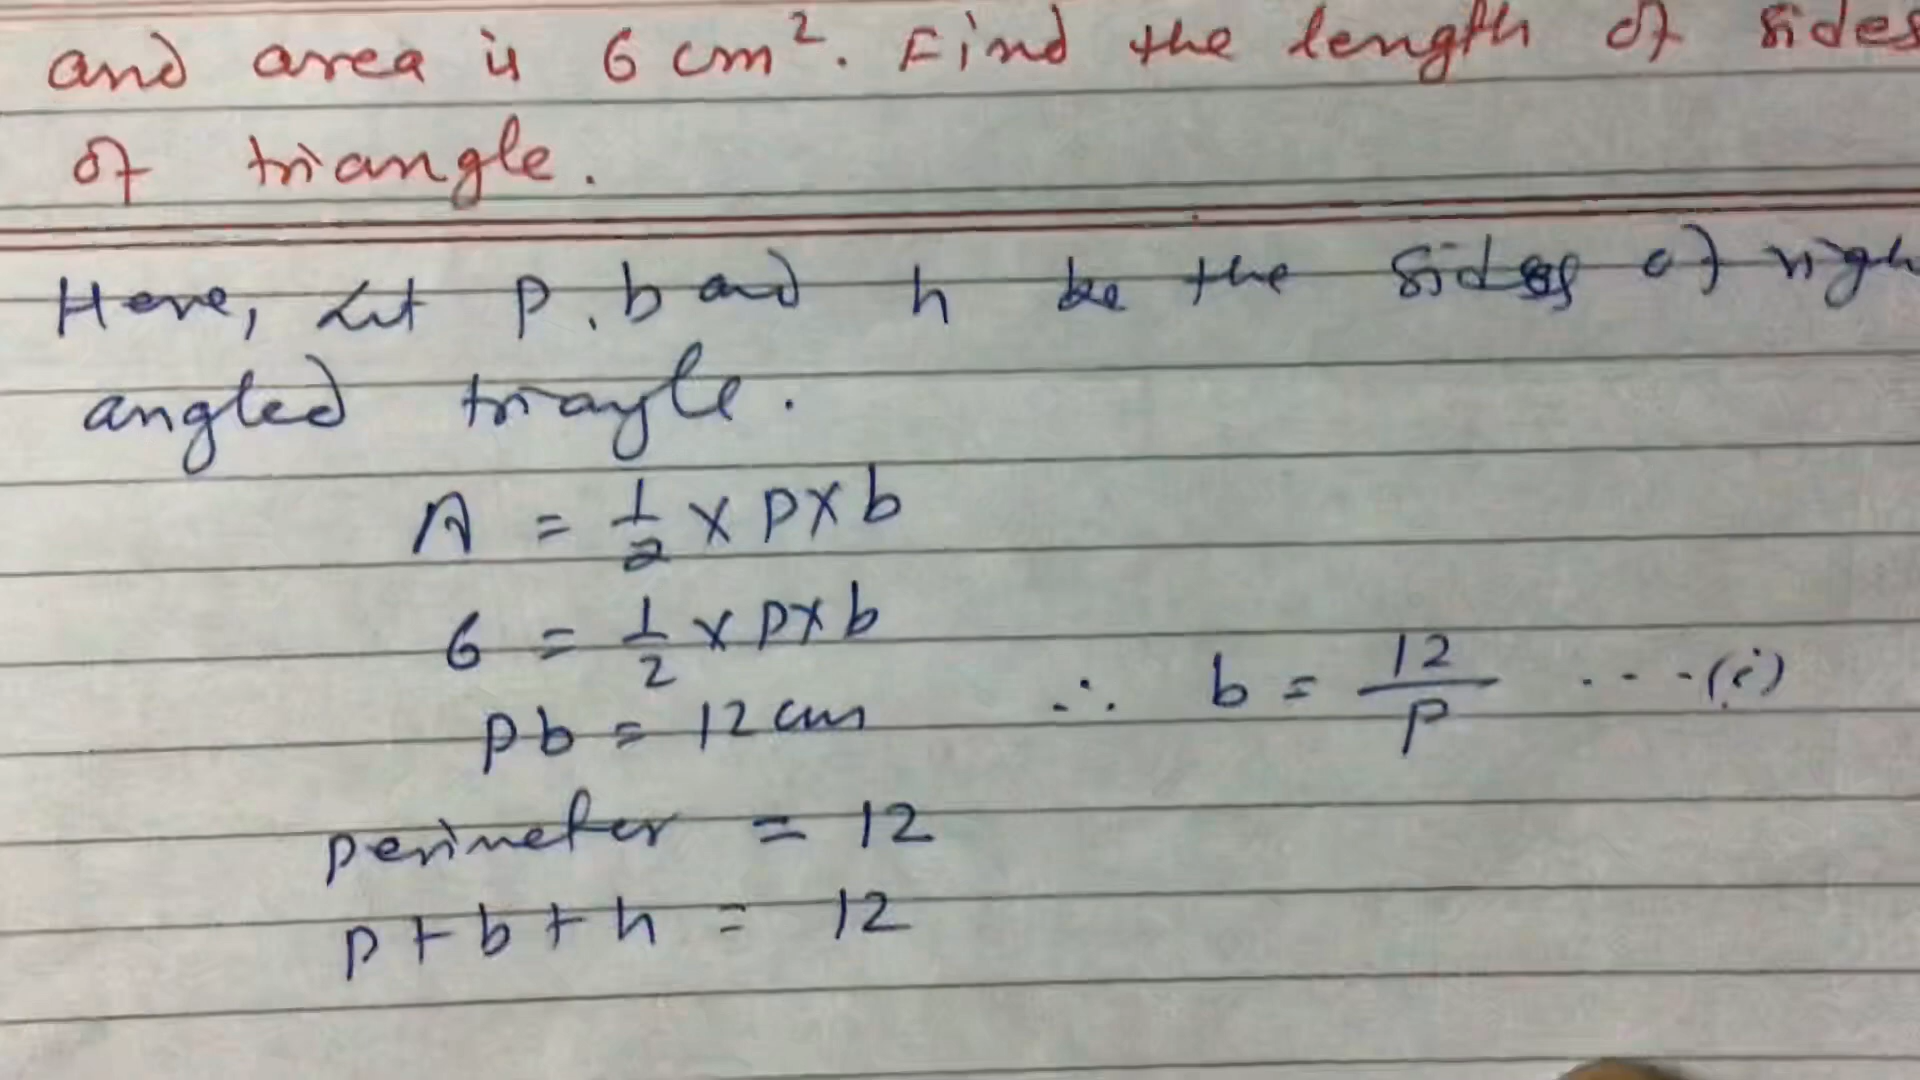 and area is 6 cm². Find the length of sides
of triangle.
Here, Let P, b and h be the sides of righ
angled triangle.
A = 1/2 × P × b
6 = 1/2 × P × b
Pb = 12 cm ∴ b = 12/P ...(i)
perimeter = 12
P + b + h = 12